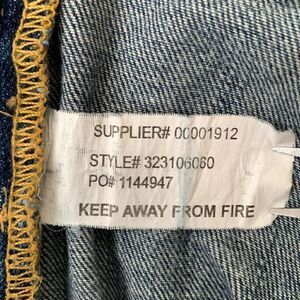 SUPPLIER# 00001912
STYLE# 323106060
PO# 1144947
KEEP AWAY FROM FIRE